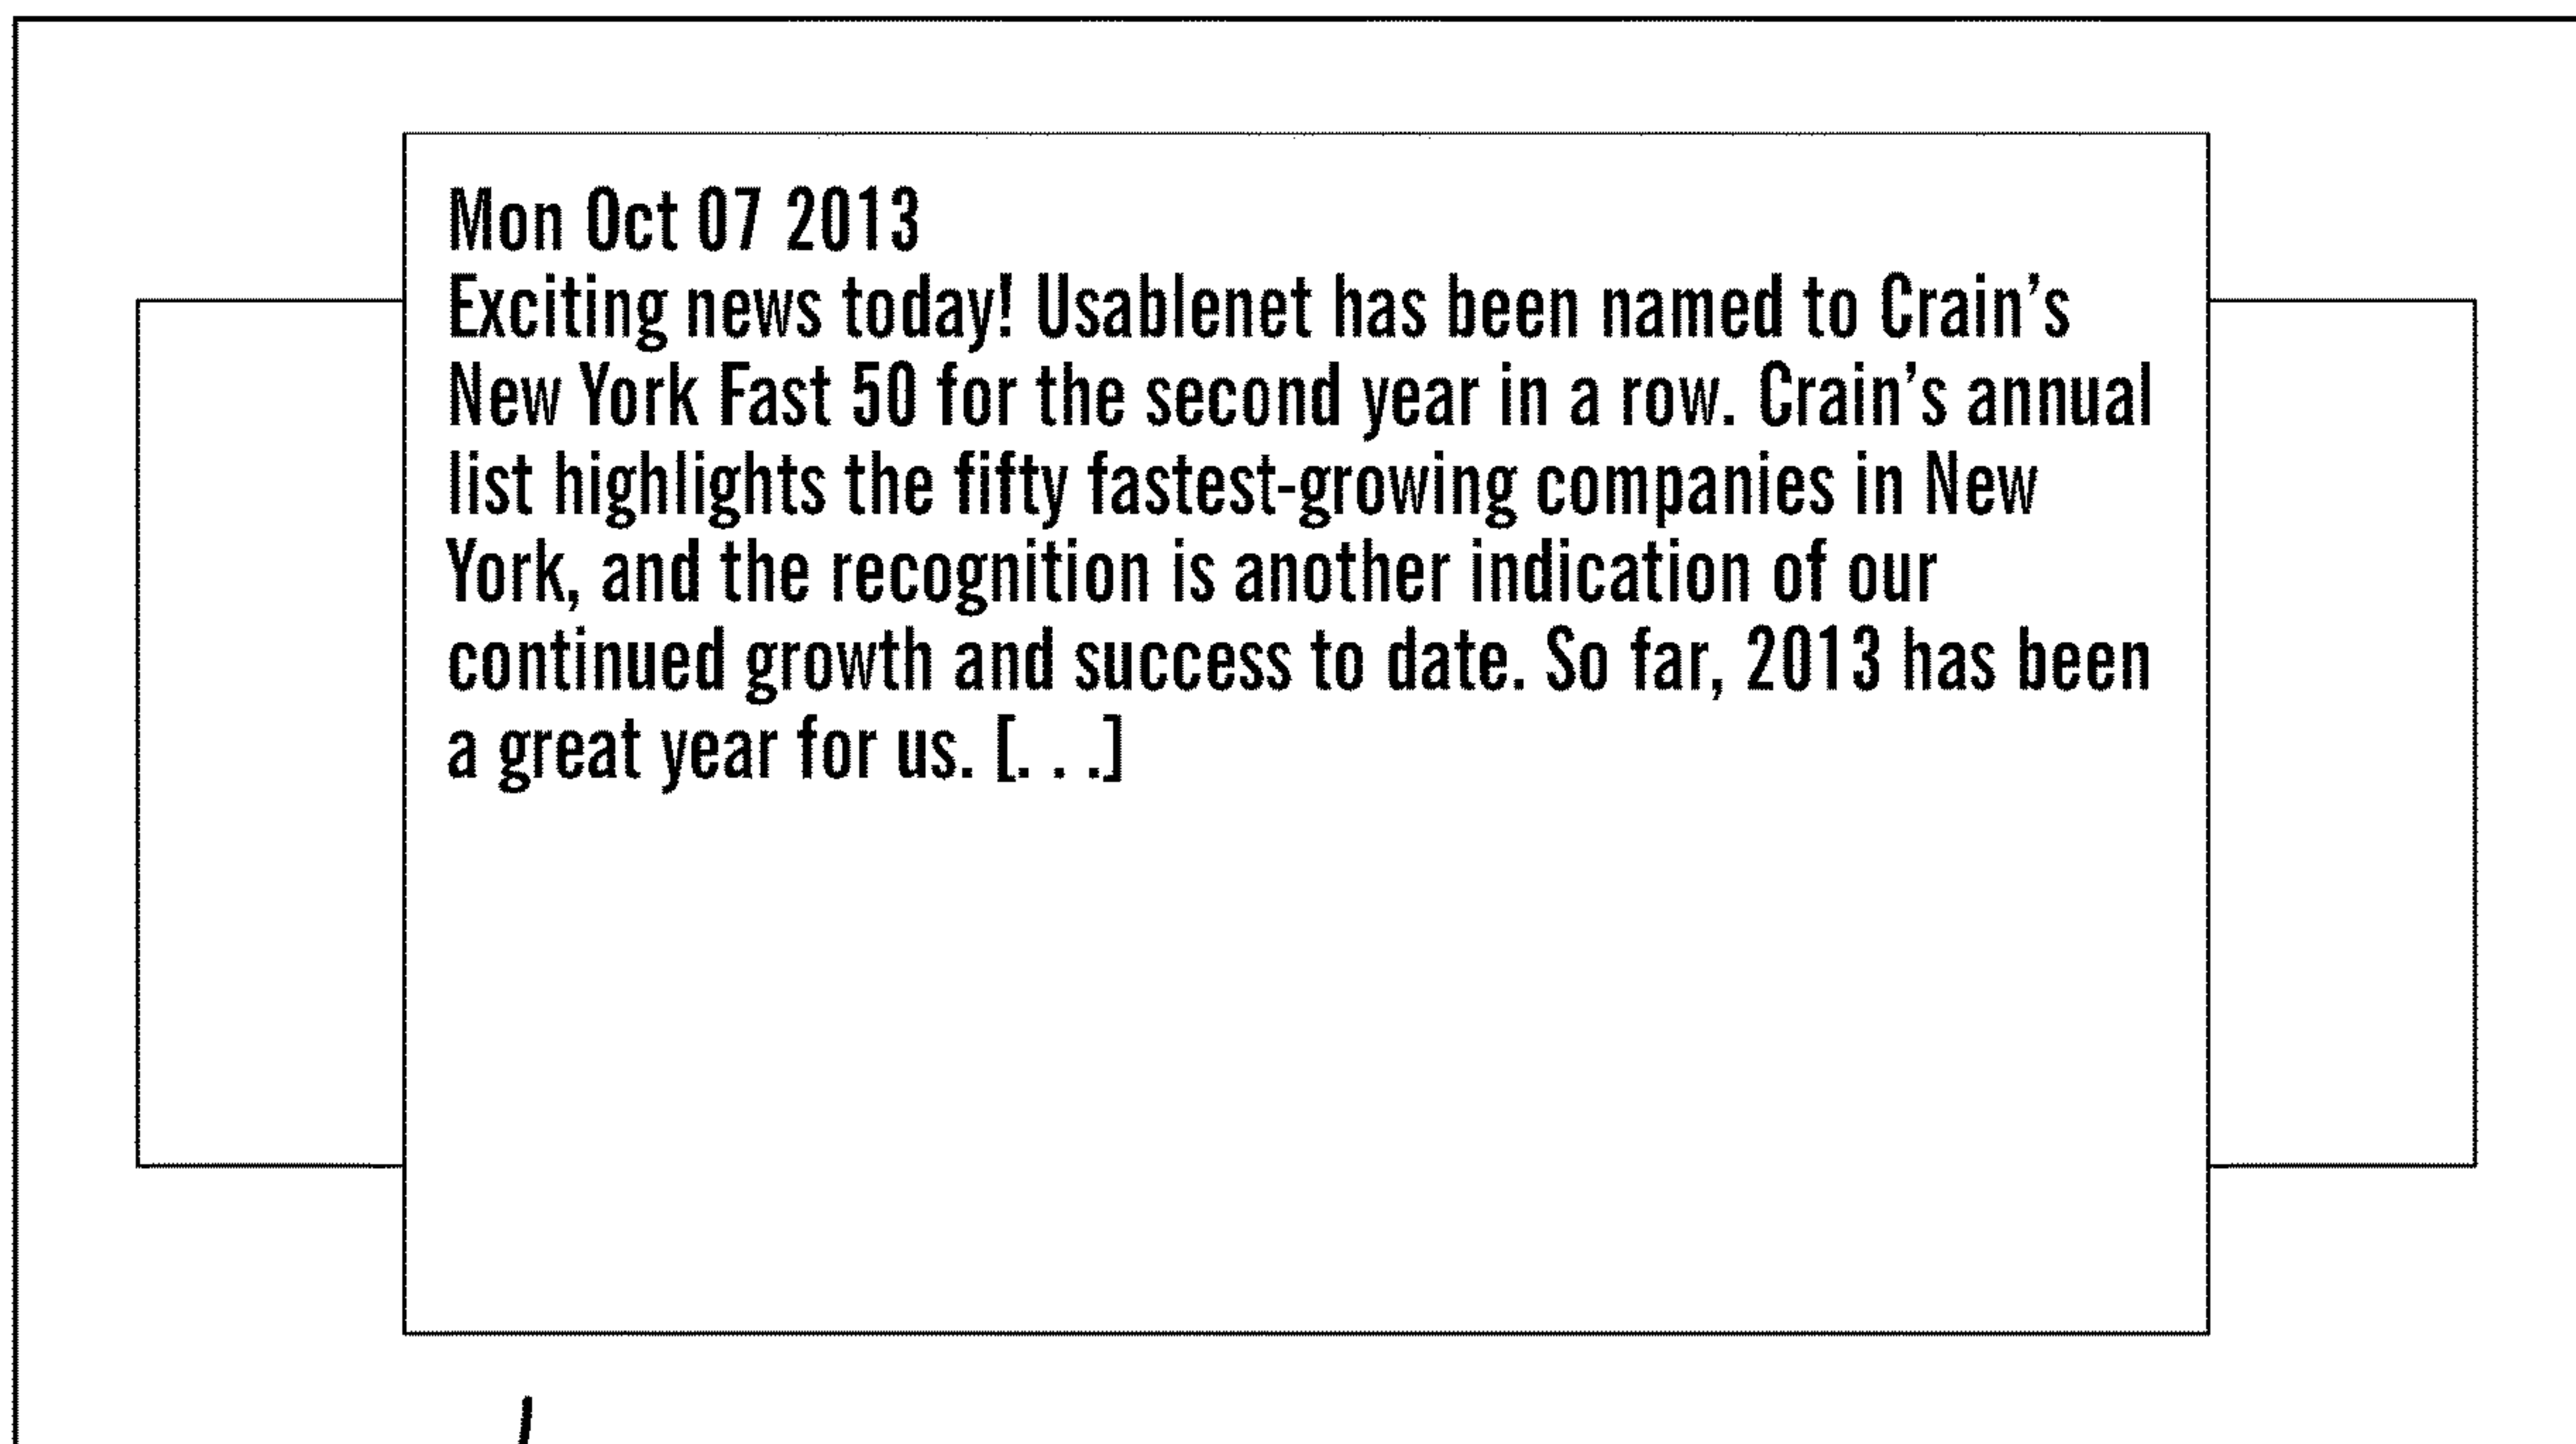 Mon Oct 07 2013
Exciting news today! Usablenet has been named to Crain’s
New York Fast 50 for the second year in a row. Crain’s annual
list highlights the fifty fastest-growing companies in New
York, and the recognition is another indication of our
continued growth and success to date. So far, 2013 has been
a great year for us. [. . .]